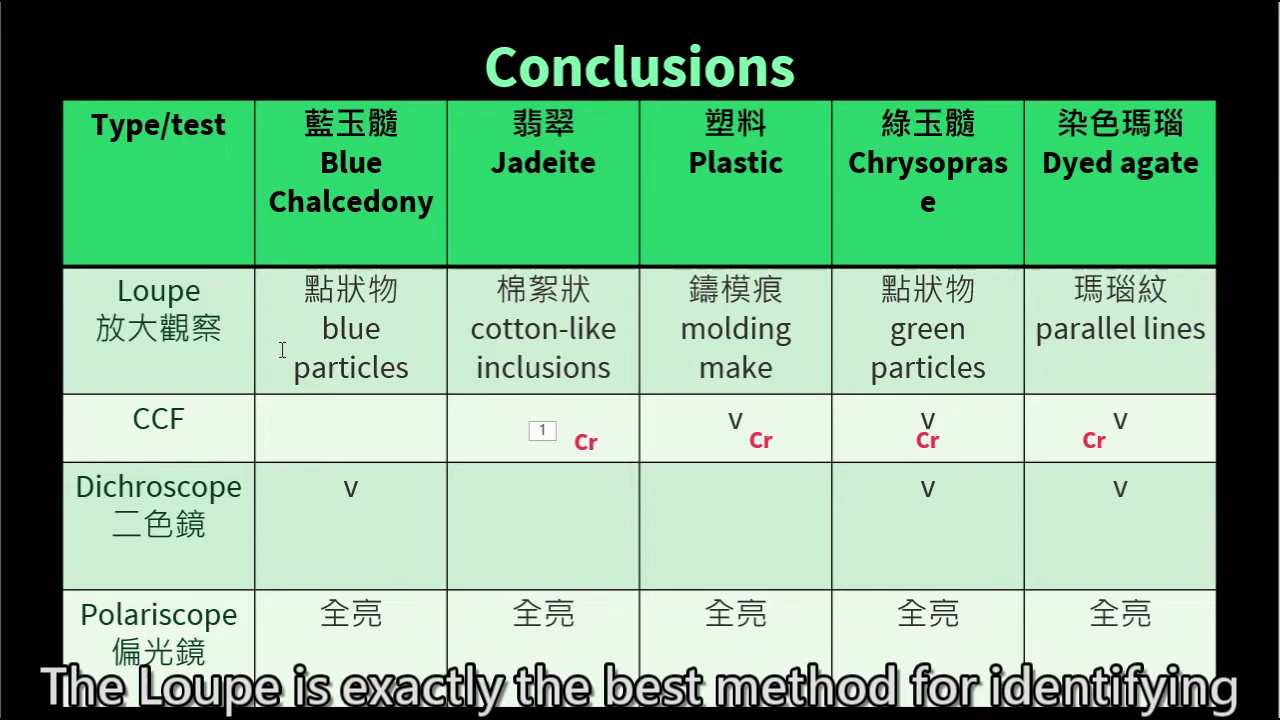 Conclusions
Type/test
藍玉髓
Blue
Chalcedony
翡翠
Jadeite
塑料
Plastic
綠玉髓
Chrysopras
e
染色瑪瑙
Dyed agate
Loupe
放大觀察
點狀物
blue
particles
棉絮狀
cotton-like
inclusions
鑄模痕
molding
make
點狀物
green
particles
瑪瑙紋
parallel lines
CCF
1
Cr
v
Cr
v
Cr
v
Cr
Dichroscope
二色鏡
v
v
v
Polariscope
偏光鏡
全亮
全亮
全亮
全亮
全亮
The Loupe is exactly the best method for identifying